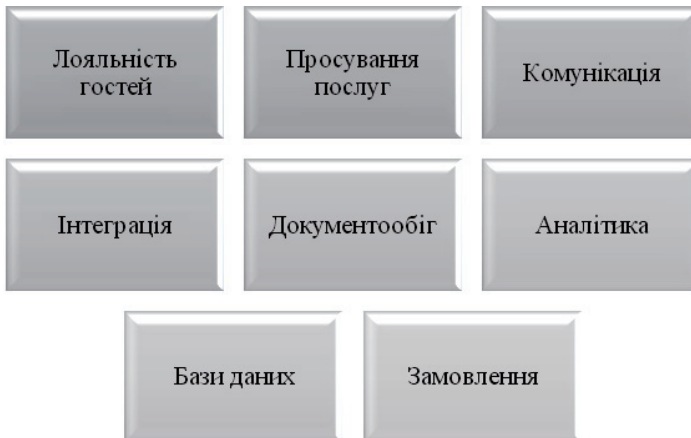 Лояльність
гостей
Просування
послуг
Комунікація
Інтеграція
Документообіг
Аналітика
Бази даних
Замовлення